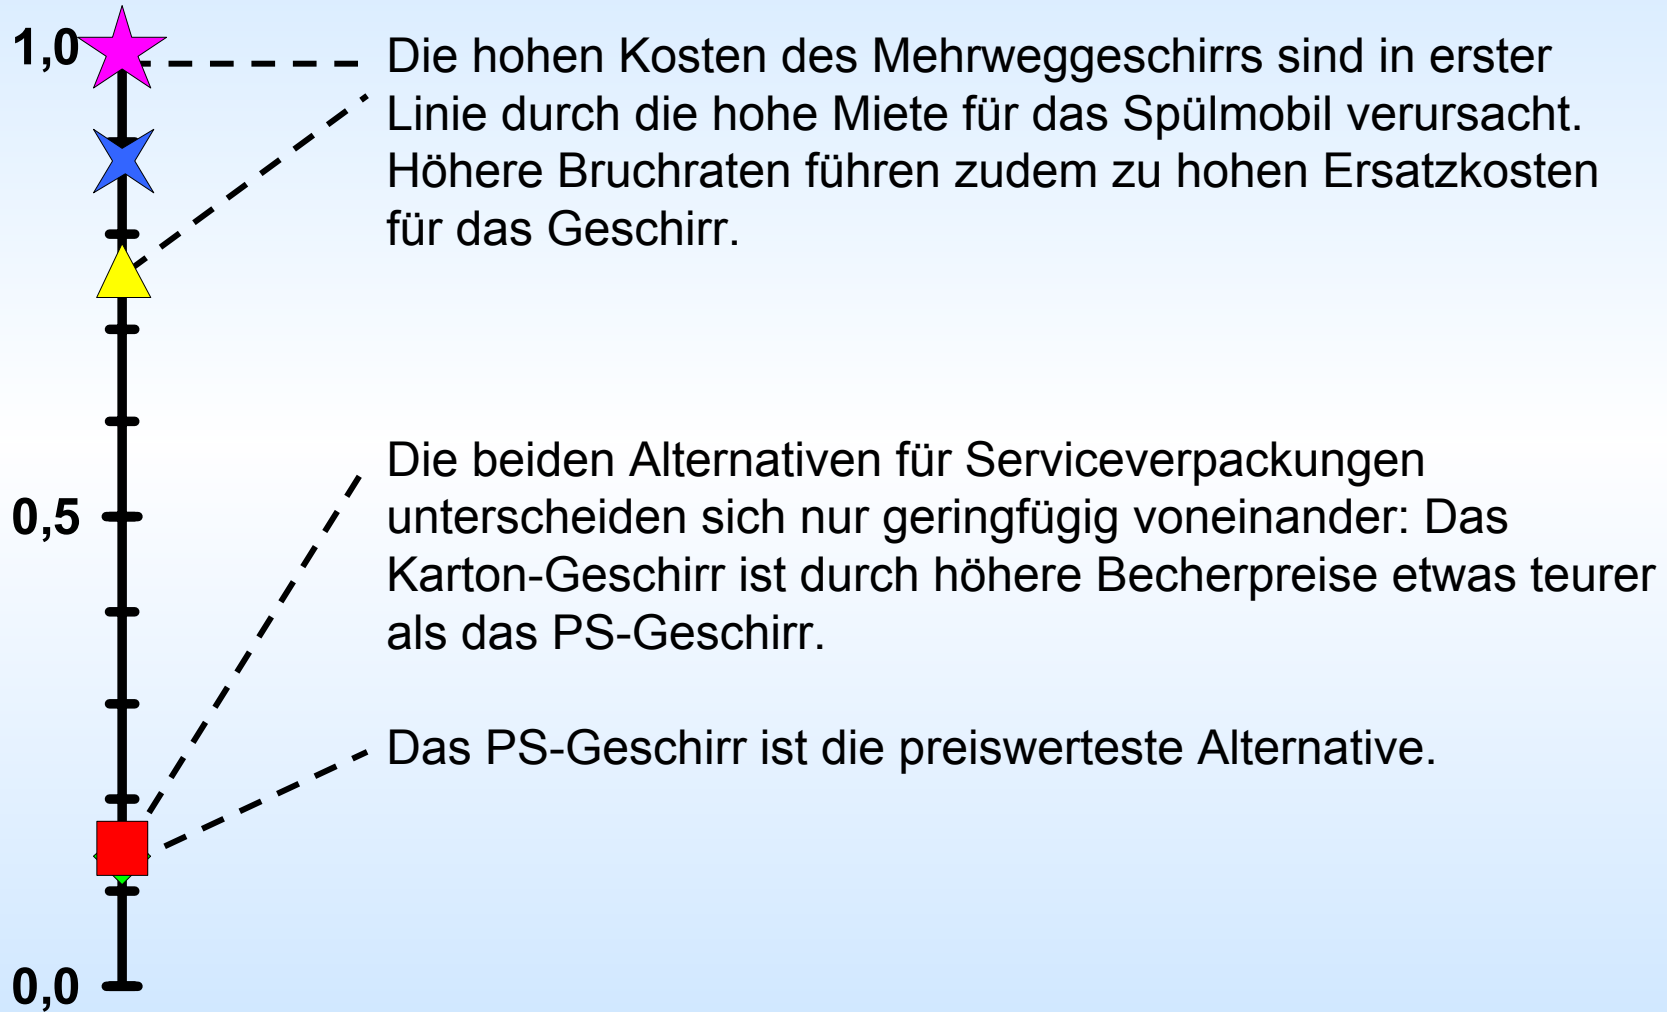 1,0
Die hohen Kosten des Mehrweggeschirrs sind in erster
Linie durch die hohe Miete für das Spülmobil verursacht.
Höhere Bruchraten führen zudem zu hohen Ersatzkosten
für das Geschirr.
Die beiden Alternativen für Serviceverpackungen
0,5
unterscheiden sich nur geringfügig voneinander: Das
Karton-Geschirr ist durch höhere Becherpreise etwas teurer
als das PS-Geschirr.
Das PS-Geschirr ist die preiswerteste Alternative.
0,0